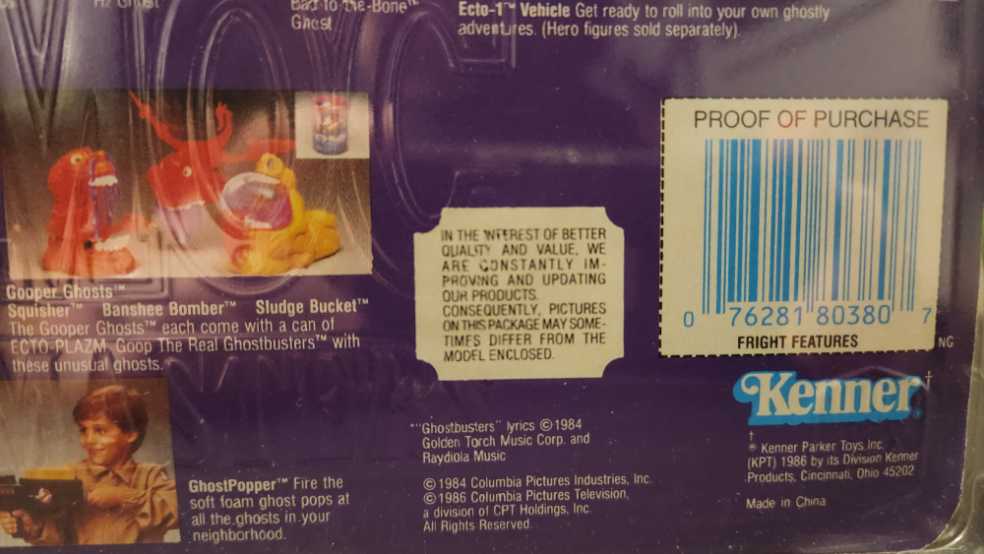 Bad-To-The-Bone™
Ghost
Ecto-1™ Vehicle Get ready to roll into your own ghostly
adventures. (Hero figures sold separately).
Gooper Ghosts™
Squisher™ Banshee Bomber™ Sludge Bucket™
The Gooper Ghosts™ each come with a can of
ECTO-PLAZM. Goop The Real Ghostbusters™ with
these unusual ghosts.
GhostPopper™ Fire the
soft foam ghost pops at
all the ghosts in your
neighborhood.
IN THE INTEREST OF BETTER
QUALITY AND VALUE, WE
ARE CONSTANTLY IM-
PROVING AND UPDATING
OUR PRODUCTS.
CONSEQUENTLY, PICTURES
ON THIS PACKAGE MAY SOME-
TIMES DIFFER FROM THE
MODEL ENCLOSED.
*"Ghostbusters" lyrics © 1984
Golden Torch Music Corp. and
Raydiola Music
© 1984 Columbia Pictures Industries, Inc.
© 1986 Columbia Pictures Television,
a division of CPT Holdings, Inc.
All Rights Reserved.
PROOF OF PURCHASE
0 76281 80380 7
FRIGHT FEATURES
NG
Kenner†
†
® Kenner Parker Toys Inc.
(KPT) 1986 by its Division Kenner
Products, Cincinnati, Ohio 45202
Made in China